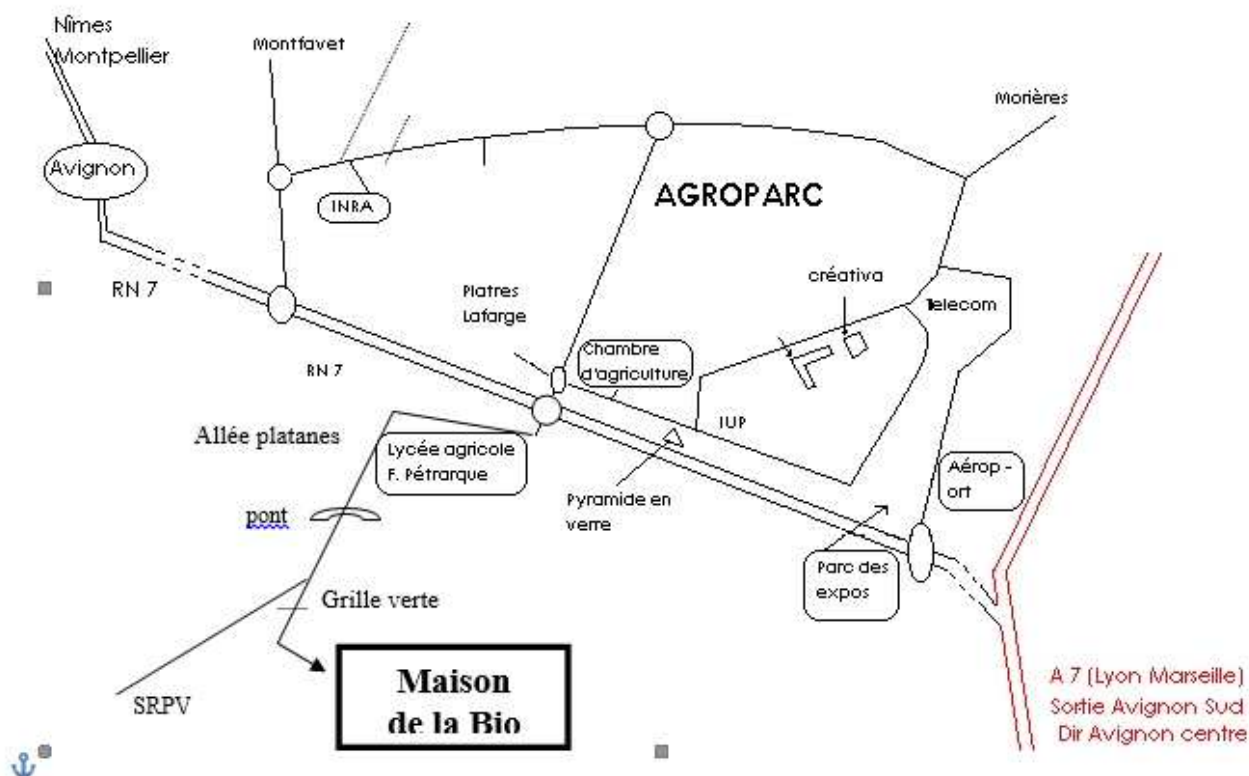 Nîmes
Montpellier
Montfavet
Morières
Avignon
INRA
AGROPARC
RN 7
Platres
Lafarge
créativa
Telecom
RN 7
Chambre
d'agriculture
Allée platanes
IUP
Lycée agricole
F. Pétrarque
Pyramide en
verre
Aérop -
ort
pont
Parc des
expos
Grille verte
Maison
de la Bio
SRPV
A 7 (Lyon Marseille)
Sortie Avignon Sud
Dir Avignon centre